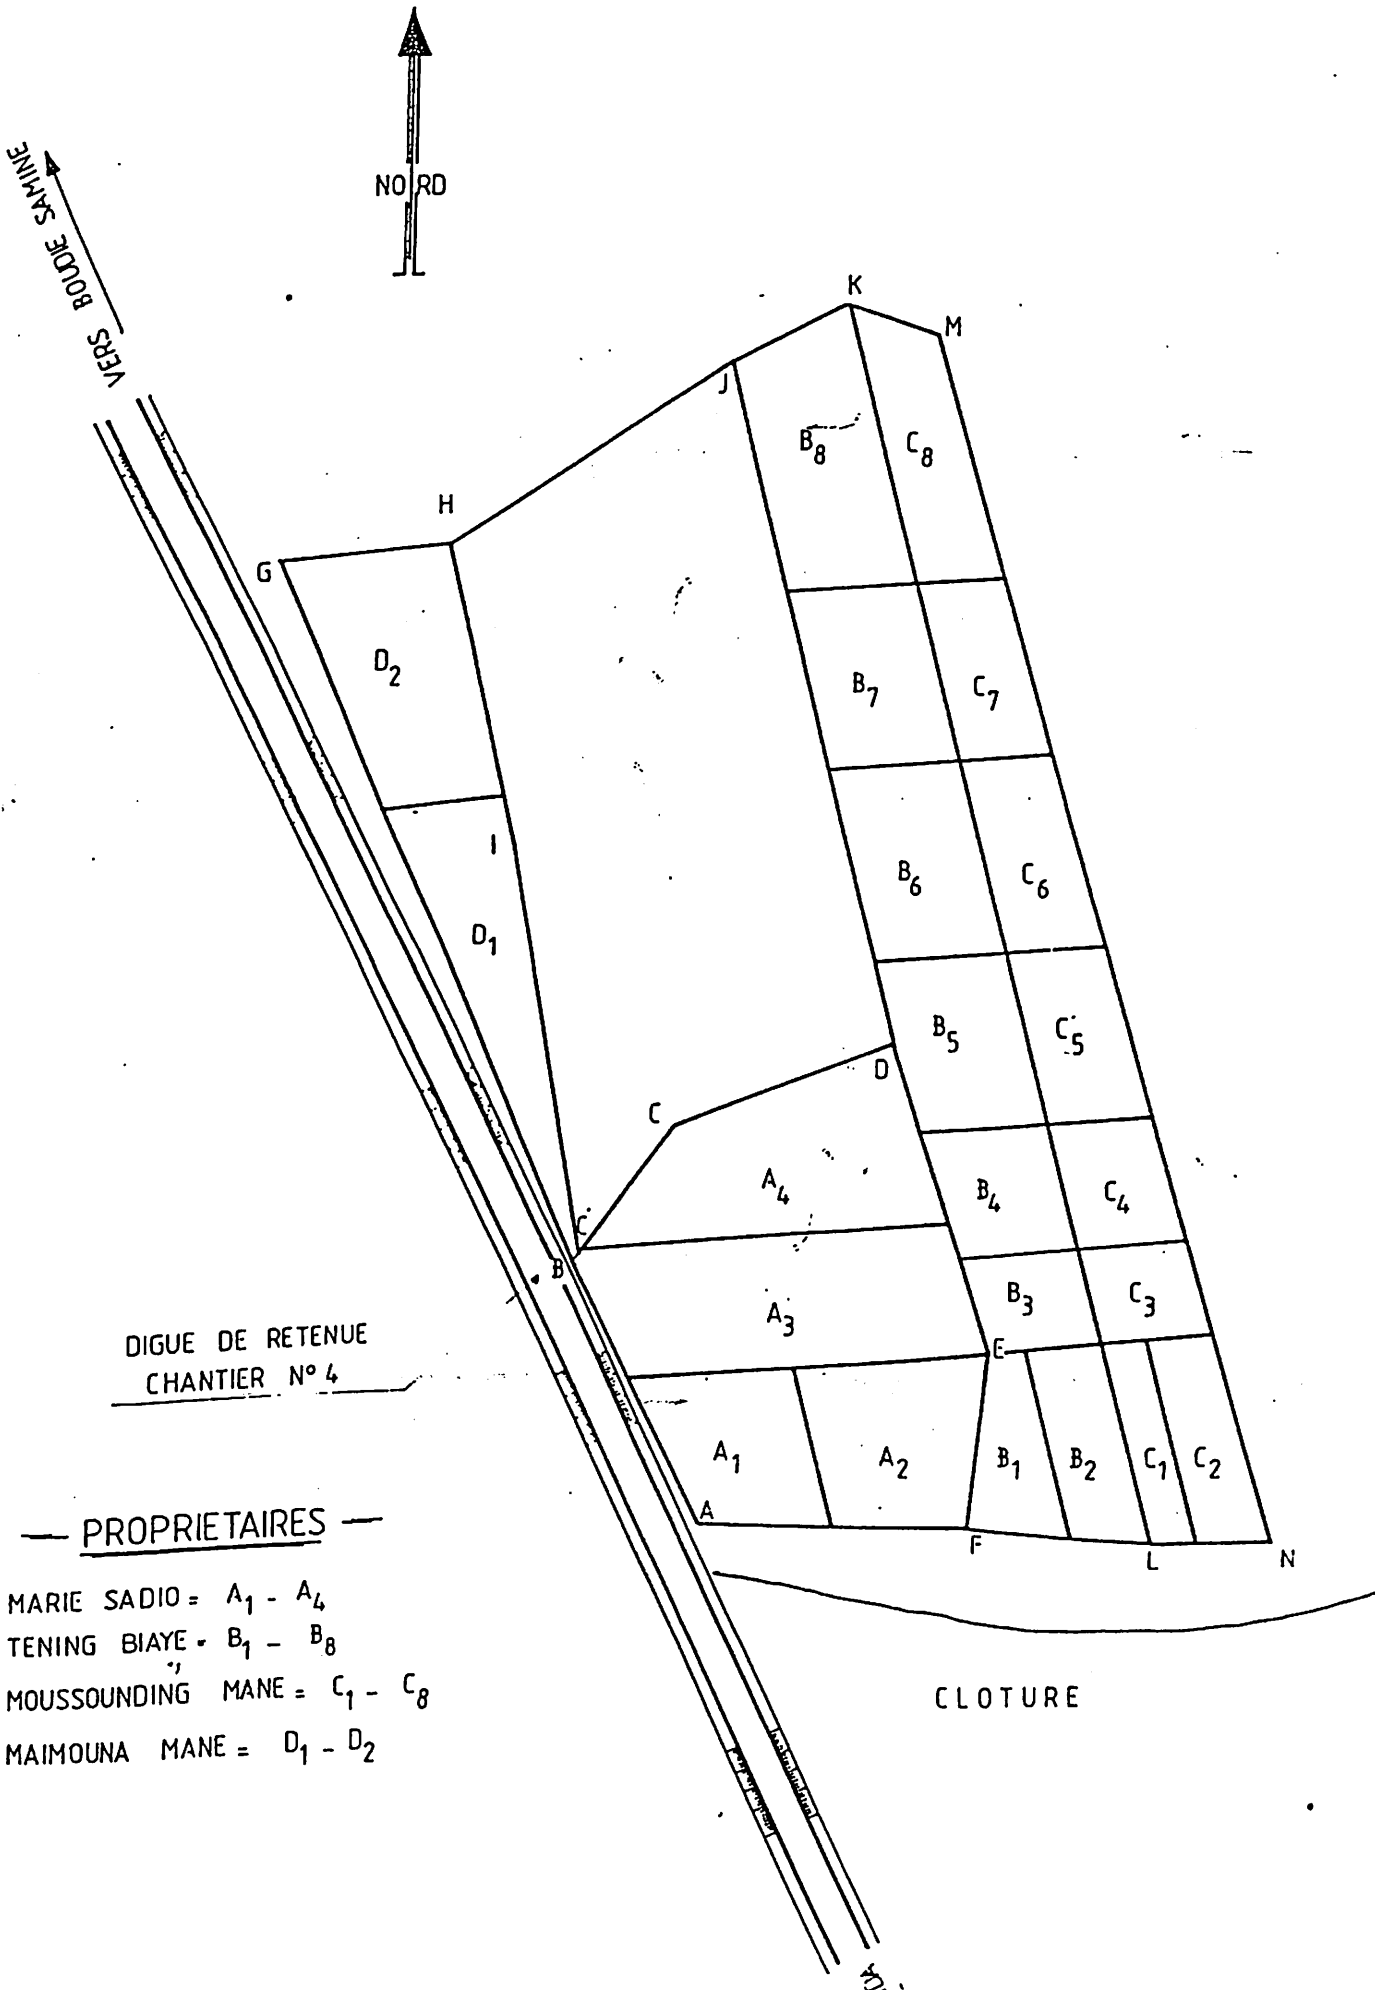 NORD
VERS BOUDIE SAMINE
K
M
J
B8
C8
H
G
D2
B7
C7
I
B6
C6
D1
B5
C5
D
C
A4
B4
C4
C'
B
B3
C3
A3
E
DIGUE DE RETENUE
CHANTIER N° 4
A1
A2
B1
B2
C1
C2
A
F
L
N
— PROPRIETAIRES —
MARIE SADIO = A1 - A4
TENING BIAYE = B1 - B8
MOUSSOUNDING MANE = C1 - C8
MAIMOUNA MANE = D1 - D2
CLOTURE